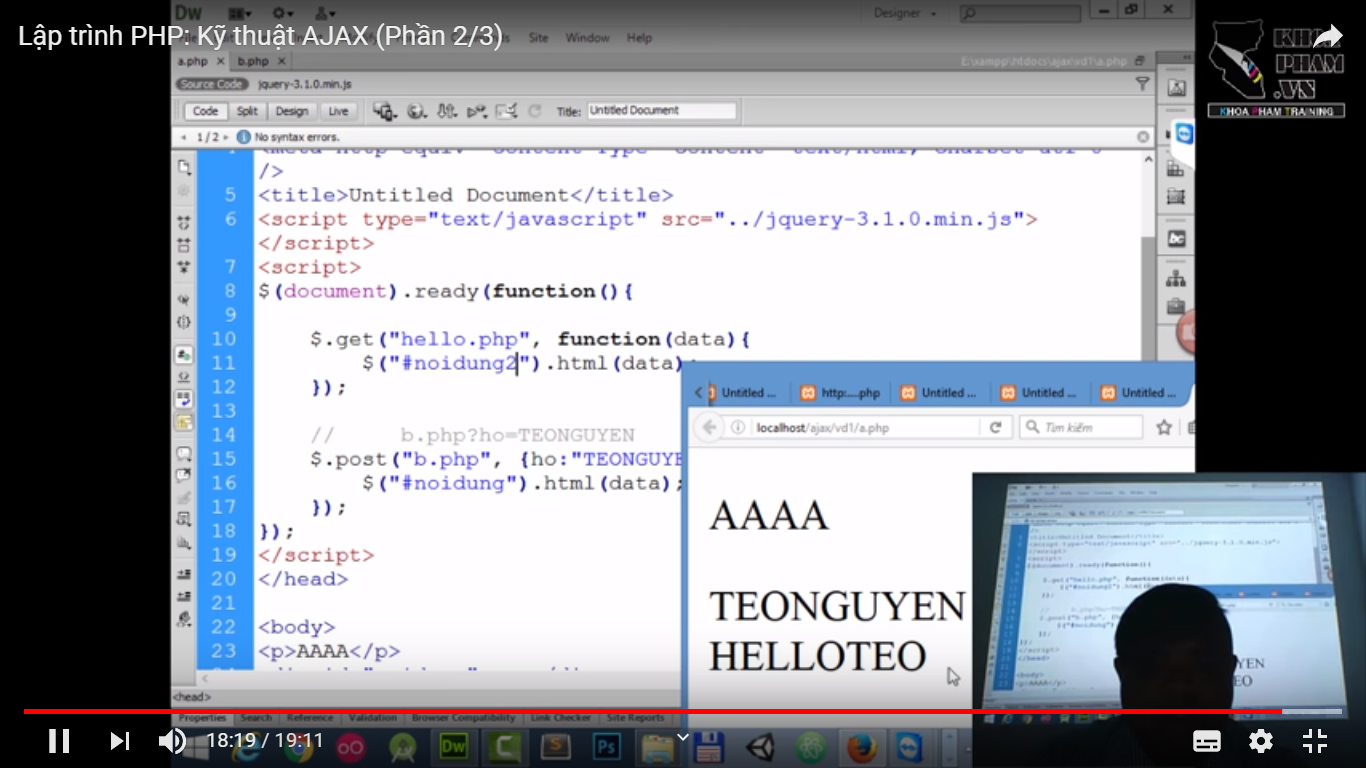 Lập trình PHP: Kỹ thuật AJAX (Phần 2/3)
Dw
Designer
Site Window Help
KHOA
PHAM
.VN
KHOA PHAM TRAINING
a.php b.php
E:\xampp\htdocs\ajax\vd1\a.php
Source Code jquery-3.1.0.min.js
Code Split Design Live Title: Untitled Document
1 / 2 No syntax errors.
/>
5 <title>Untitled Document</title>
6 <script type="text/javascript" src="../jquery-3.1.0.min.js">
</script>
7 <script>
8 $(document).ready(function(){
9
10 $.get("hello.php", function(data){
11 $("#noidung2").html(data);
12 });
13
14 // b.php?ho=TEONGUYEN
15 $.post("b.php", {ho:"TEONGUYE
16 $("#noidung").html(data);
17 });
18 });
19 </script>
20 </head>
21
22 <body>
23 <p>AAAA</p>
<head>
Properties Search Reference Validation Browser Compatibility Link Checker Site Reports
Untitled ... http:....php Untitled ... Untitled ... Untitled ...
localhost/ajax/vd1/a.php Tìm kiếm
AAAA
TEONGUYEN
HELLOTEO
18:19 / 19:11
Dw C S Ps